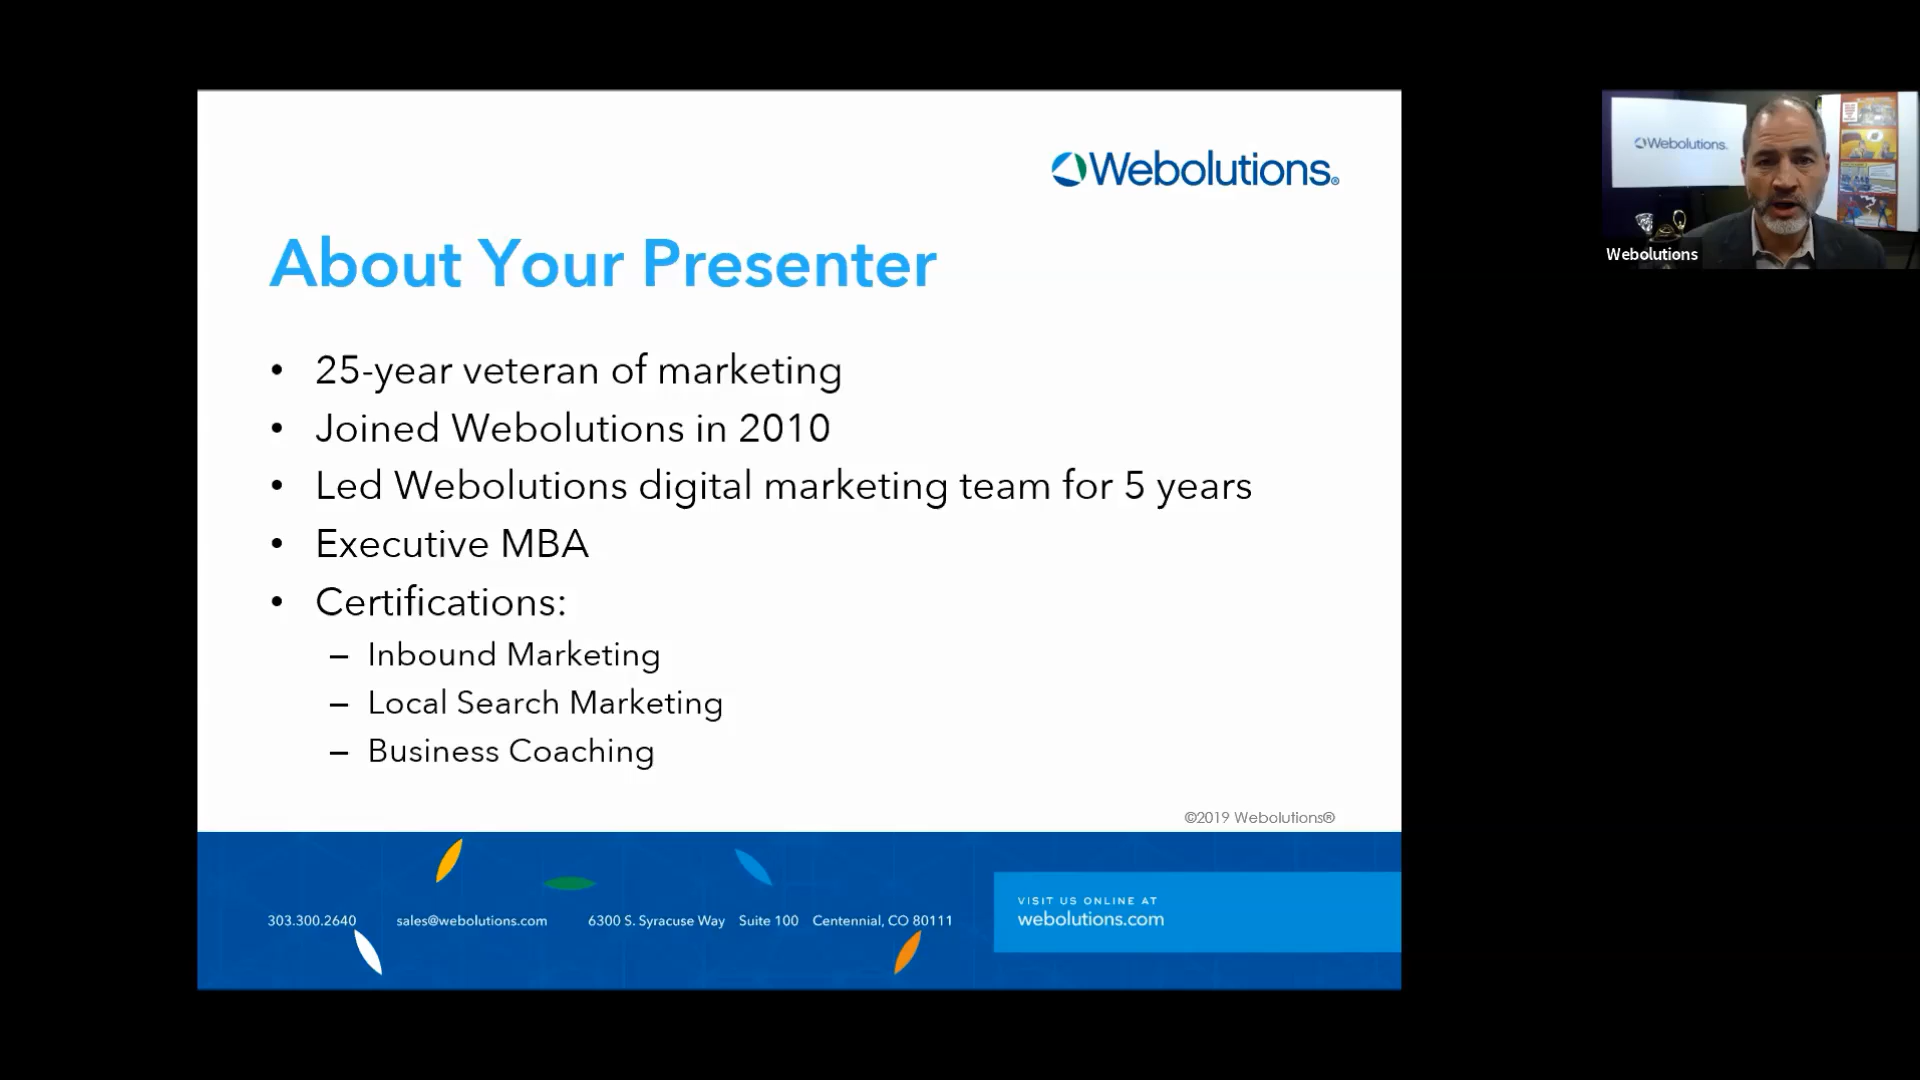 Webolutions®
About Your Presenter
• 25-year veteran of marketing
• Joined Webolutions in 2010
• Led Webolutions digital marketing team for 5 years
• Executive MBA
• Certifications:
– Inbound Marketing
– Local Search Marketing
– Business Coaching
©2019 Webolutions®
303.300.2640 sales@webolutions.com 6300 S. Syracuse Way Suite 100 Centennial, CO 80111
VISIT US ONLINE AT
webolutions.com
Webolutions.
Webolutions